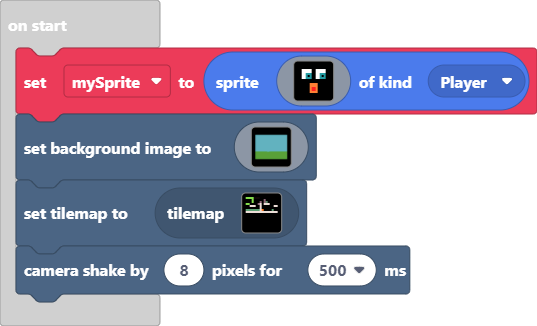 on start
set mySprite to sprite of kind Player
set background image to
set tilemap to tilemap
camera shake by 8 pixels for 500 ms